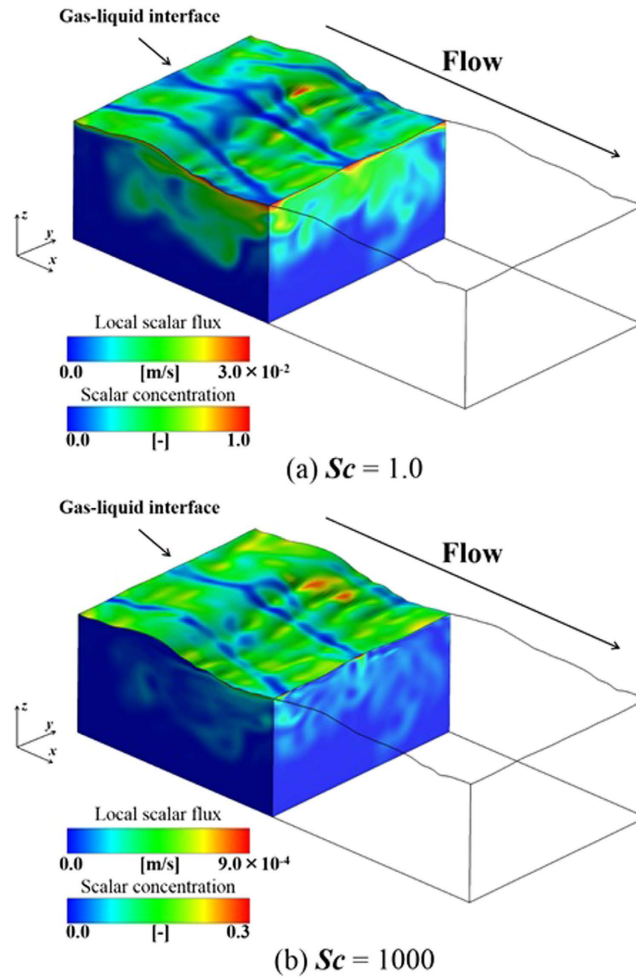 Gas-liquid interface
Flow
z
y
x
Local scalar flux
0.0 [m/s] 3.0 × 10⁻²
Scalar concentration
0.0 [-] 1.0
(a) Sc = 1.0
Gas-liquid interface
Flow
z
y
x
Local scalar flux
0.0 [m/s] 9.0 × 10⁻⁴
Scalar concentration
0.0 [-] 0.3
(b) Sc = 1000